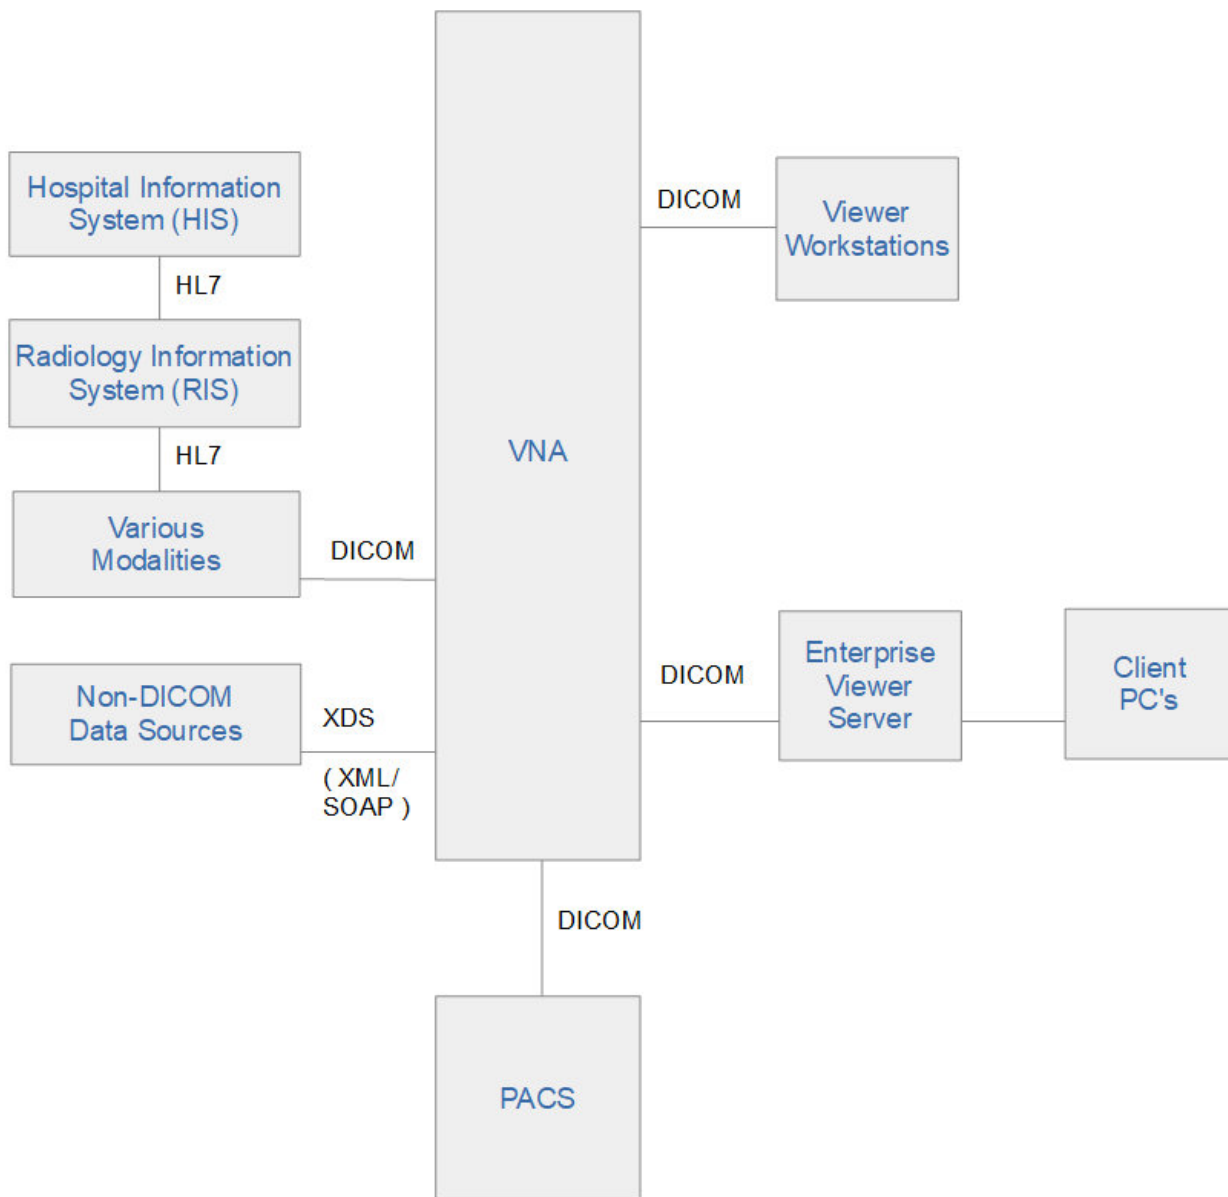 Hospital Information
System (HIS)
HL7
Radiology Information
System (RIS)
HL7
Various
Modalities
DICOM
Non-DICOM
Data Sources
XDS
( XML/
SOAP )
VNA
DICOM
Viewer
Workstations
DICOM
Enterprise
Viewer
Server
Client
PC's
DICOM
PACS